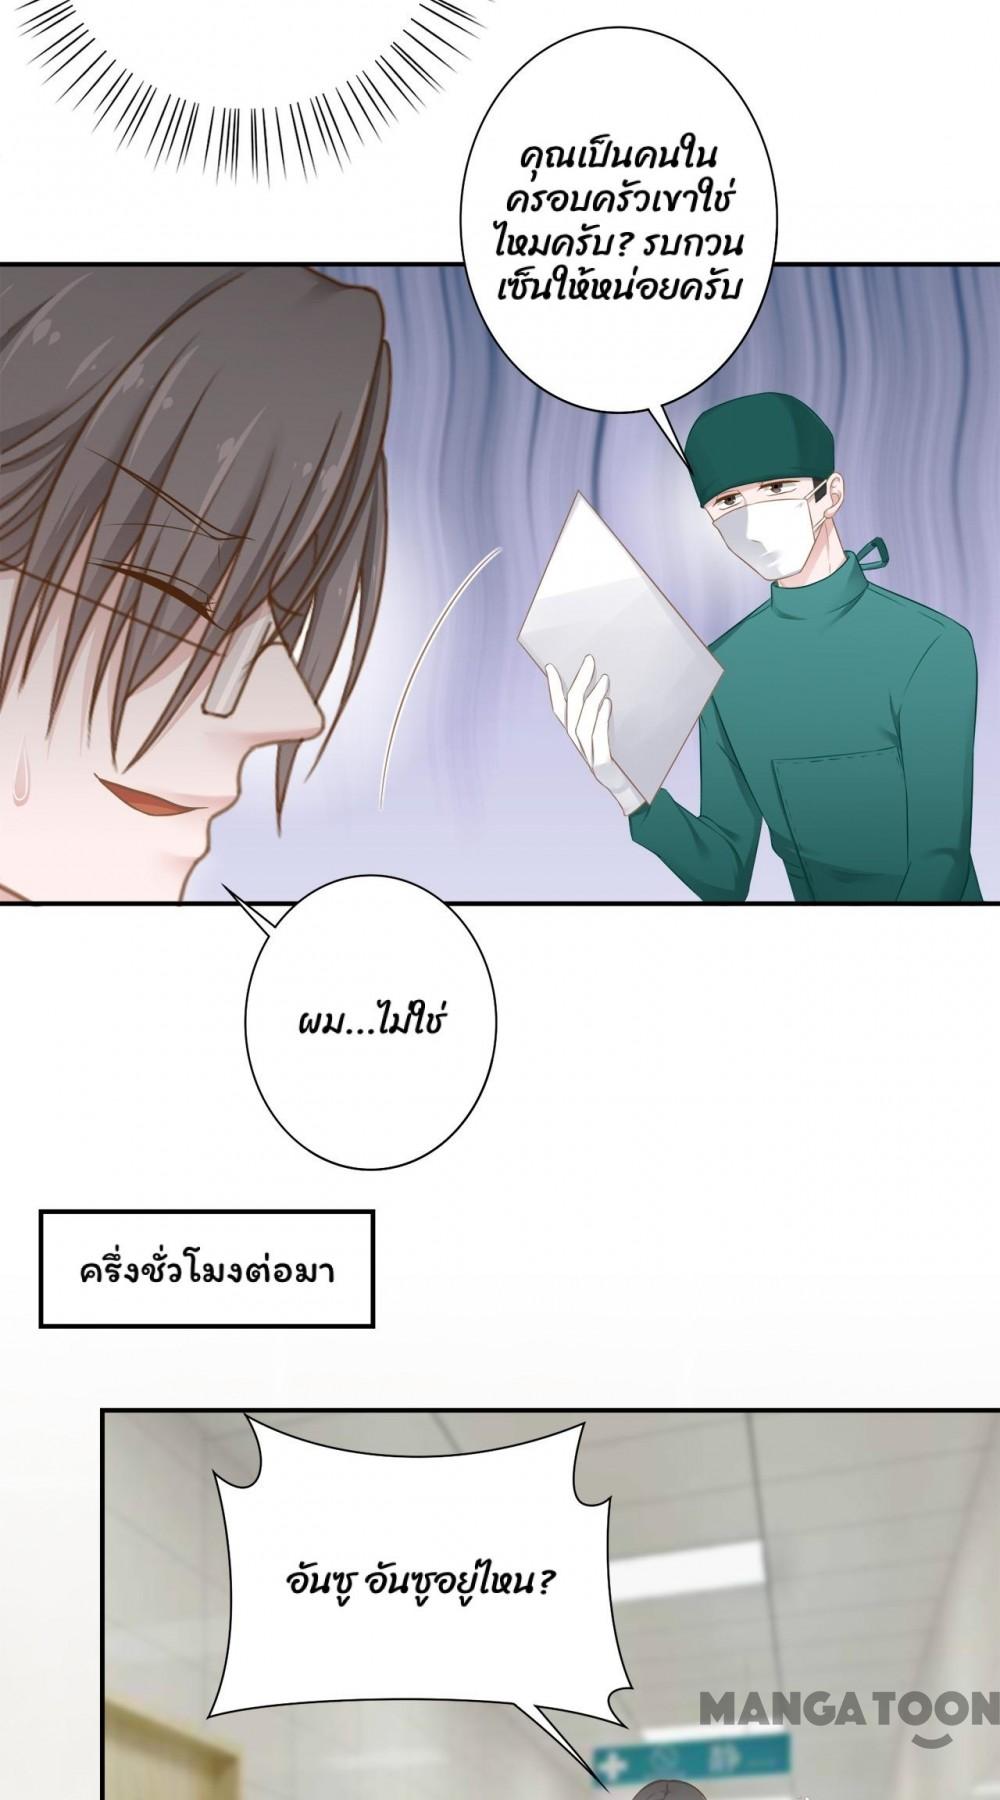 คุณเป็นคนใน
ครอบครัวเขาใช่
ไหมครับ? รบกวน
เซ็นให้หน่อยครับ
ผม...ไม่ใช่
ครึ่งชั่วโมงต่อมา
อันซู อันซูอยู่ไหน?
MANGATOON